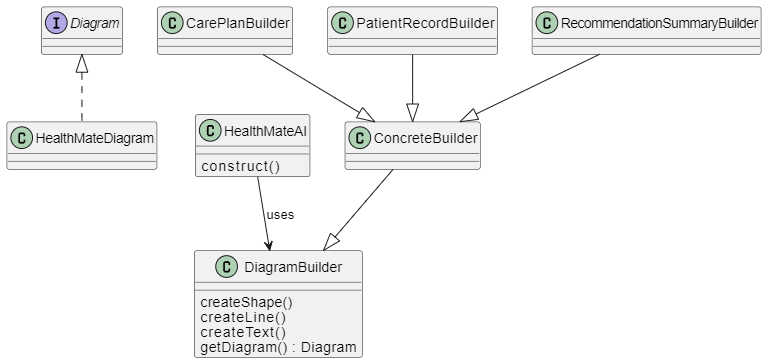 I Diagram
C CarePlanBuilder
C PatientRecordBuilder
C RecommendationSummaryBuilder
C HealthMateDiagram
C HealthMateAI
construct()
C ConcreteBuilder
uses
C DiagramBuilder
createShape()
createLine()
createText()
getDiagram() : Diagram